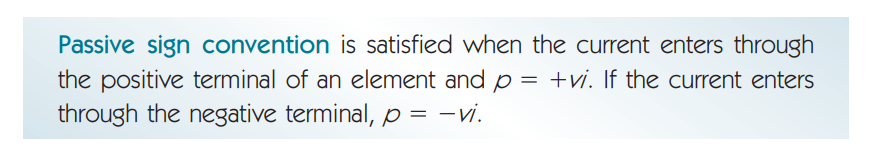 Passive sign convention is satisfied when the current enters through
the positive terminal of an element and p = +vi. If the current enters
through the negative terminal, p = −vi.